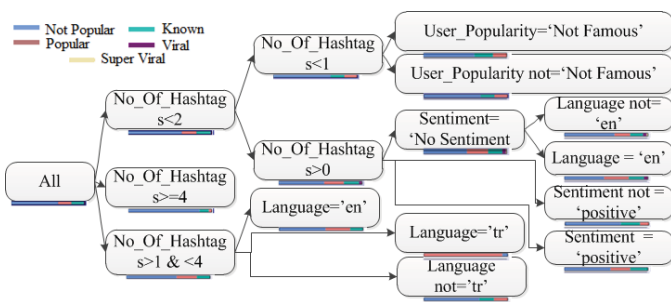 Not Popular
Known
Popular
Viral
Super Viral
No_Of_Hashtag
s<1
User_Popularity=‘Not Famous’
User_Popularity not=‘Not Famous’
No_Of_Hashtag
s<2
No_Of_Hashtag
s>0
Sentiment=
‘No Sentiment
Language not=
‘en’
Language = ‘en’
All
No_Of_Hashtag
s>=4
Sentiment not =
‘positive’
Sentiment =
‘positive’
No_Of_Hashtag
s>1 & <4
Language=’en’
Language=’tr’
Language
not=’tr’